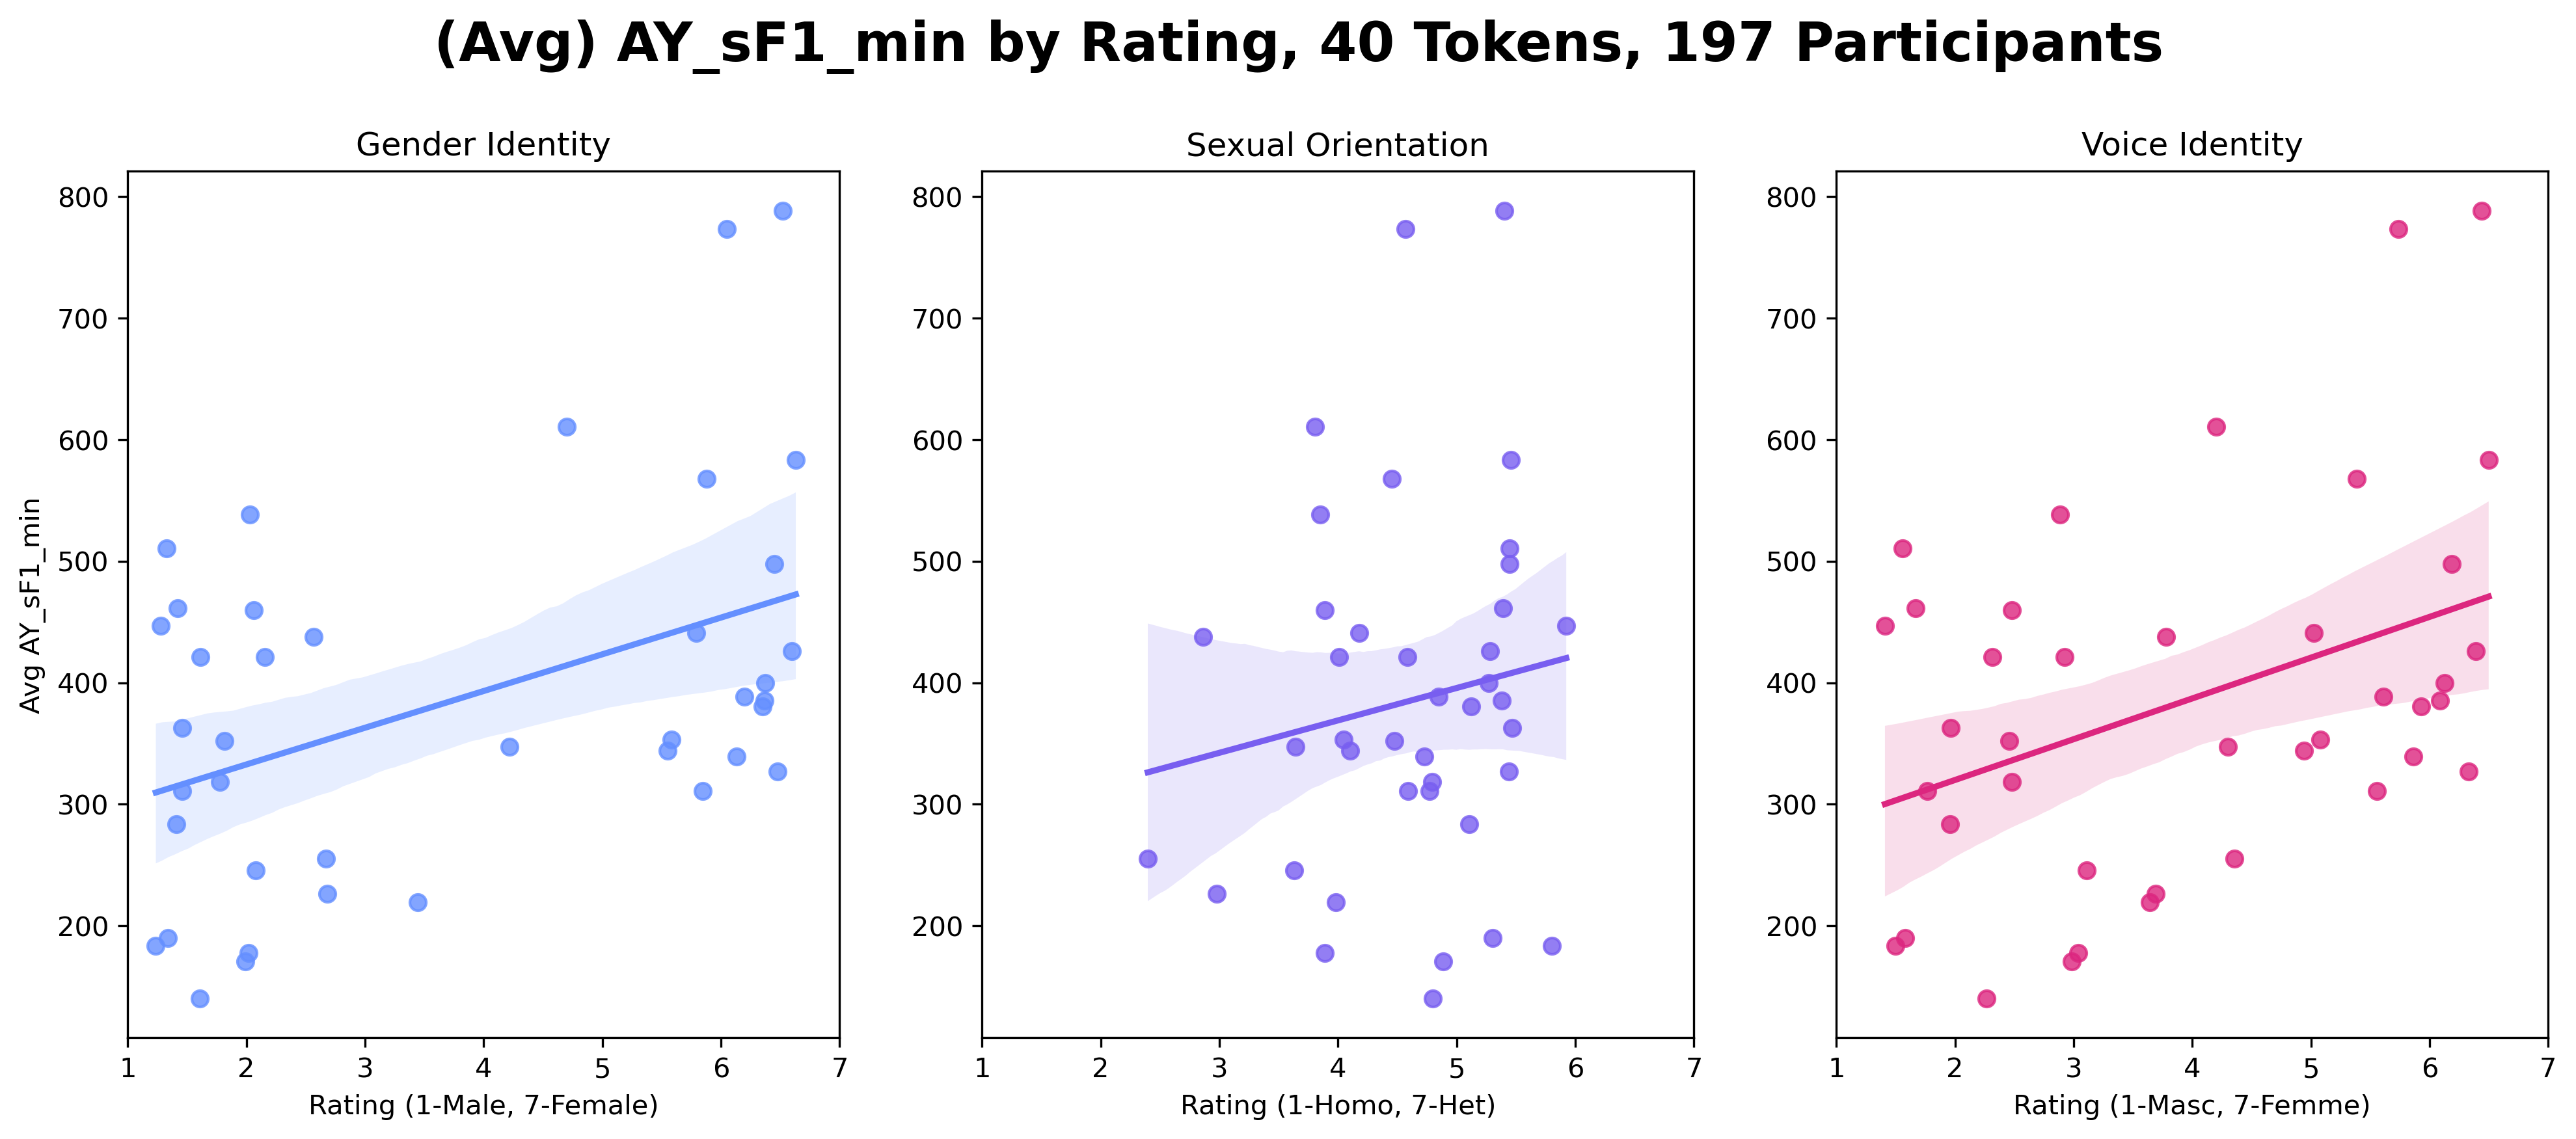 (Avg) AY_sF1_min by Rating, 40 Tokens, 197 Participants
Gender Identity
Sexual Orientation
Voice Identity
Avg AY_sF1_min
800
700
600
500
400
300
200
1 2 3 4 5 6 7
Rating (1-Male, 7-Female)
800
700
600
500
400
300
200
1 2 3 4 5 6 7
Rating (1-Homo, 7-Het)
800
700
600
500
400
300
200
1 2 3 4 5 6 7
Rating (1-Masc, 7-Femme)